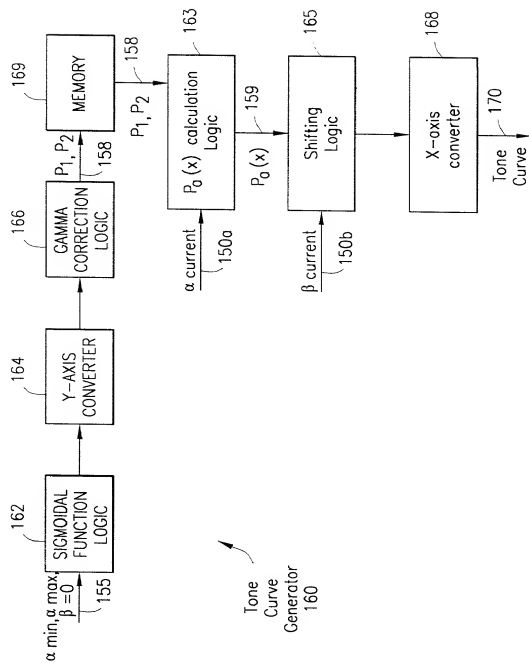 α min, α max,
β=0
155
162
SIGMOIDAL
FUNCTION
LOGIC
164
Y-AXIS
CONVERTER
166
GAMMA
CORRECTION
LOGIC
P1, P2
158
169
MEMORY
158
P1, P2
163
Pα (x) calculation
Logic
α current
150a
159
Pα (x)
165
Shifting
Logic
β current
150b
168
X-axis
converter
170
Tone
Curve
Tone
Curve
Generator
160